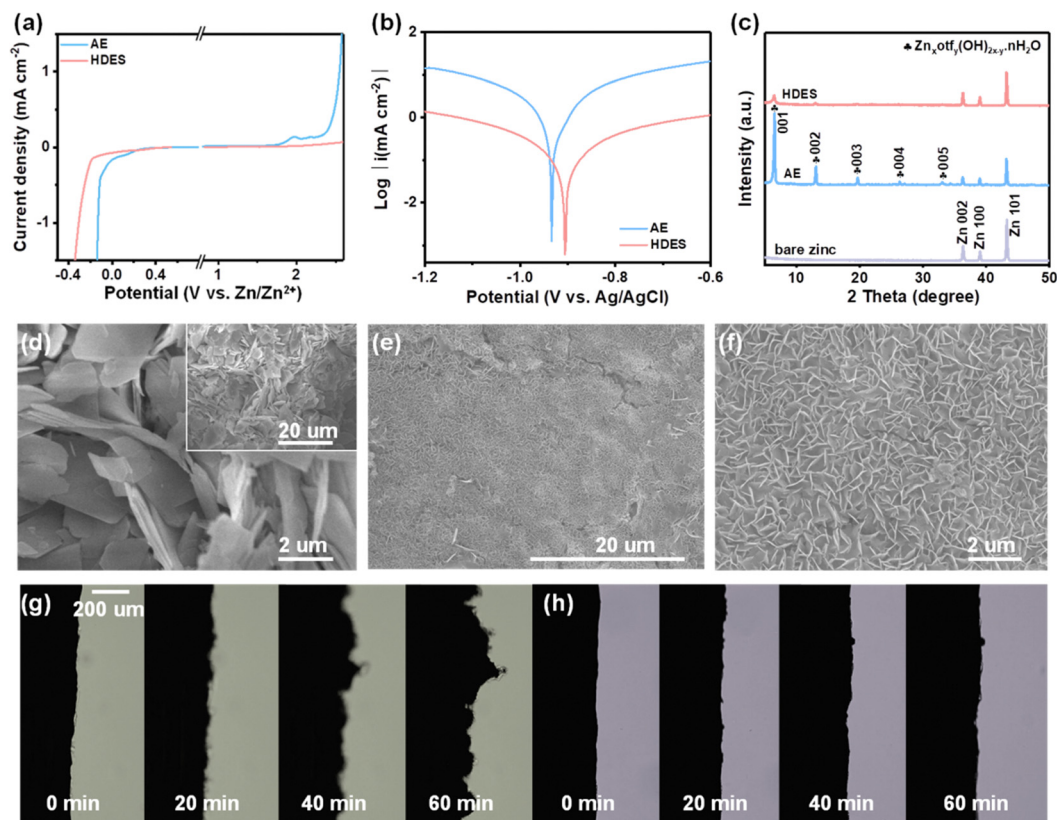 (a)
AE
HDES
Current density (mA cm⁻²)
1
0
-1
-0.4
0.0
0.4
1
2
Potential (V vs. Zn/Zn²⁺)
(b)
2
0
-2
Log | i(mA cm⁻²) |
AE
HDES
-1.2
-1.0
-0.8
-0.6
Potential (V vs. Ag/AgCl)
(c)
♣ Znₓotfᵧ(OH)₂ₓ₋ᵧ.nH₂O
HDES
♣001
♣002
♣003
♣004
♣005
AE
Zn 002
Zn 100
Zn 101
bare zinc
Intensity (a.u.)
10
20
30
40
50
2 Theta (degree)
(d)
20 um
2 um
(e)
20 um
(f)
2 um
(g)
200 um
0 min
20 min
40 min
60 min
(h)
0 min
20 min
40 min
60 min